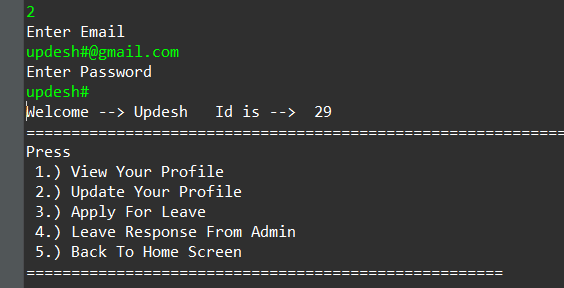 2
Enter Email
updesh#@gmail.com
Enter Password
updesh#
Welcome --> Updesh   Id is -->  29
============================================================
Press
 1.) View Your Profile
 2.) Update Your Profile
 3.) Apply For Leave
 4.) Leave Response From Admin
 5.) Back To Home Screen
=====================================================